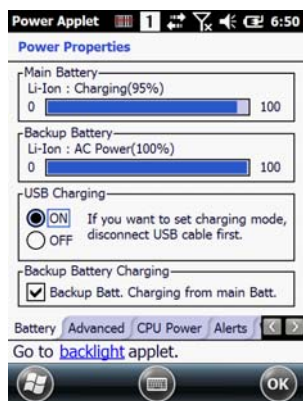 Power Applet 1 6:50
Power Properties
Main Battery
Li-Ion : Charging(95%)
0 100
Backup Battery
Li-Ion : AC Power(100%)
0 100
USB Charging
ON If you want to set charging mode,
OFF disconnect USB cable first.
Backup Battery Charging
Backup Batt. Charging from main Batt.
Battery Advanced CPU Power Alerts
Go to backlight applet.
OK